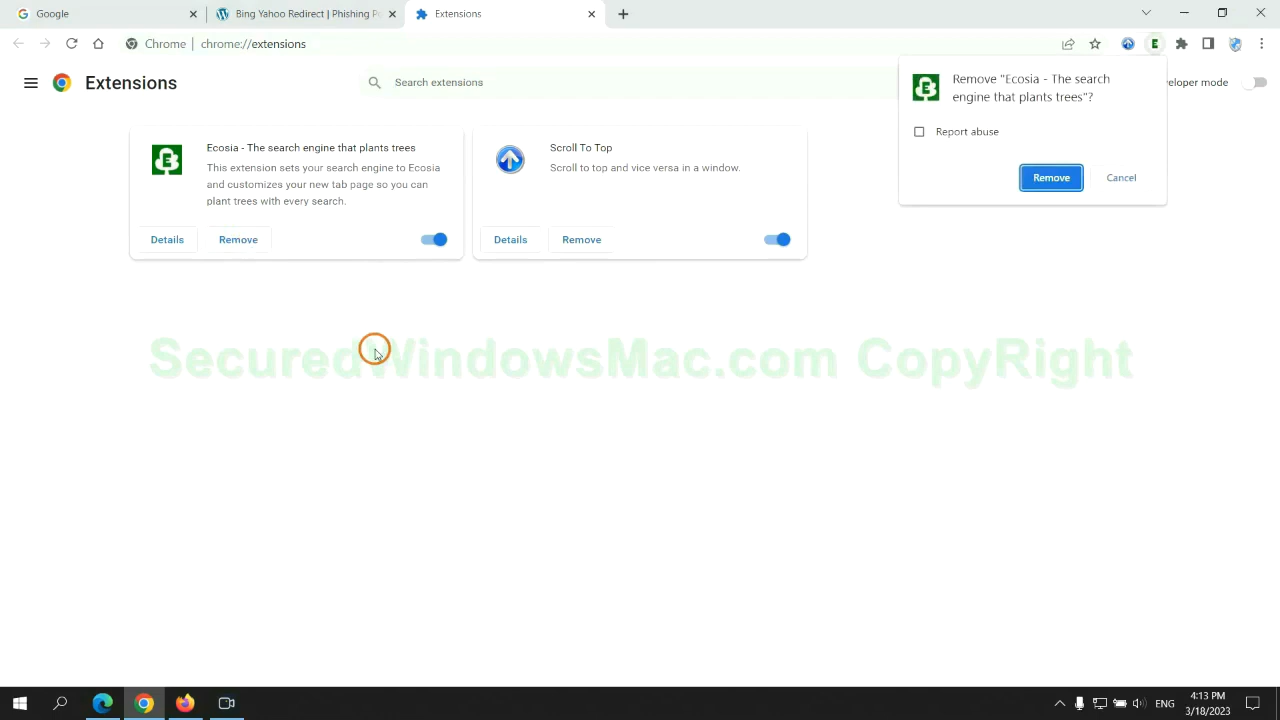 Google
Bing Yahoo Redirect | Phishing P
Extensions
Chrome | chrome://extensions
Extensions
Search extensions
eloper mode
Remove "Ecosia - The search
engine that plants trees"?
Report abuse
Remove
Cancel
Ecosia - The search engine that plants trees
This extension sets your search engine to Ecosia
and customizes your new tab page so you can
plant trees with every search.
Details
Remove
Scroll To Top
Scroll to top and vice versa in a window.
Details
Remove
SecuredWindowsMac.com CopyRight
ENG
4:13 PM
3/18/2023